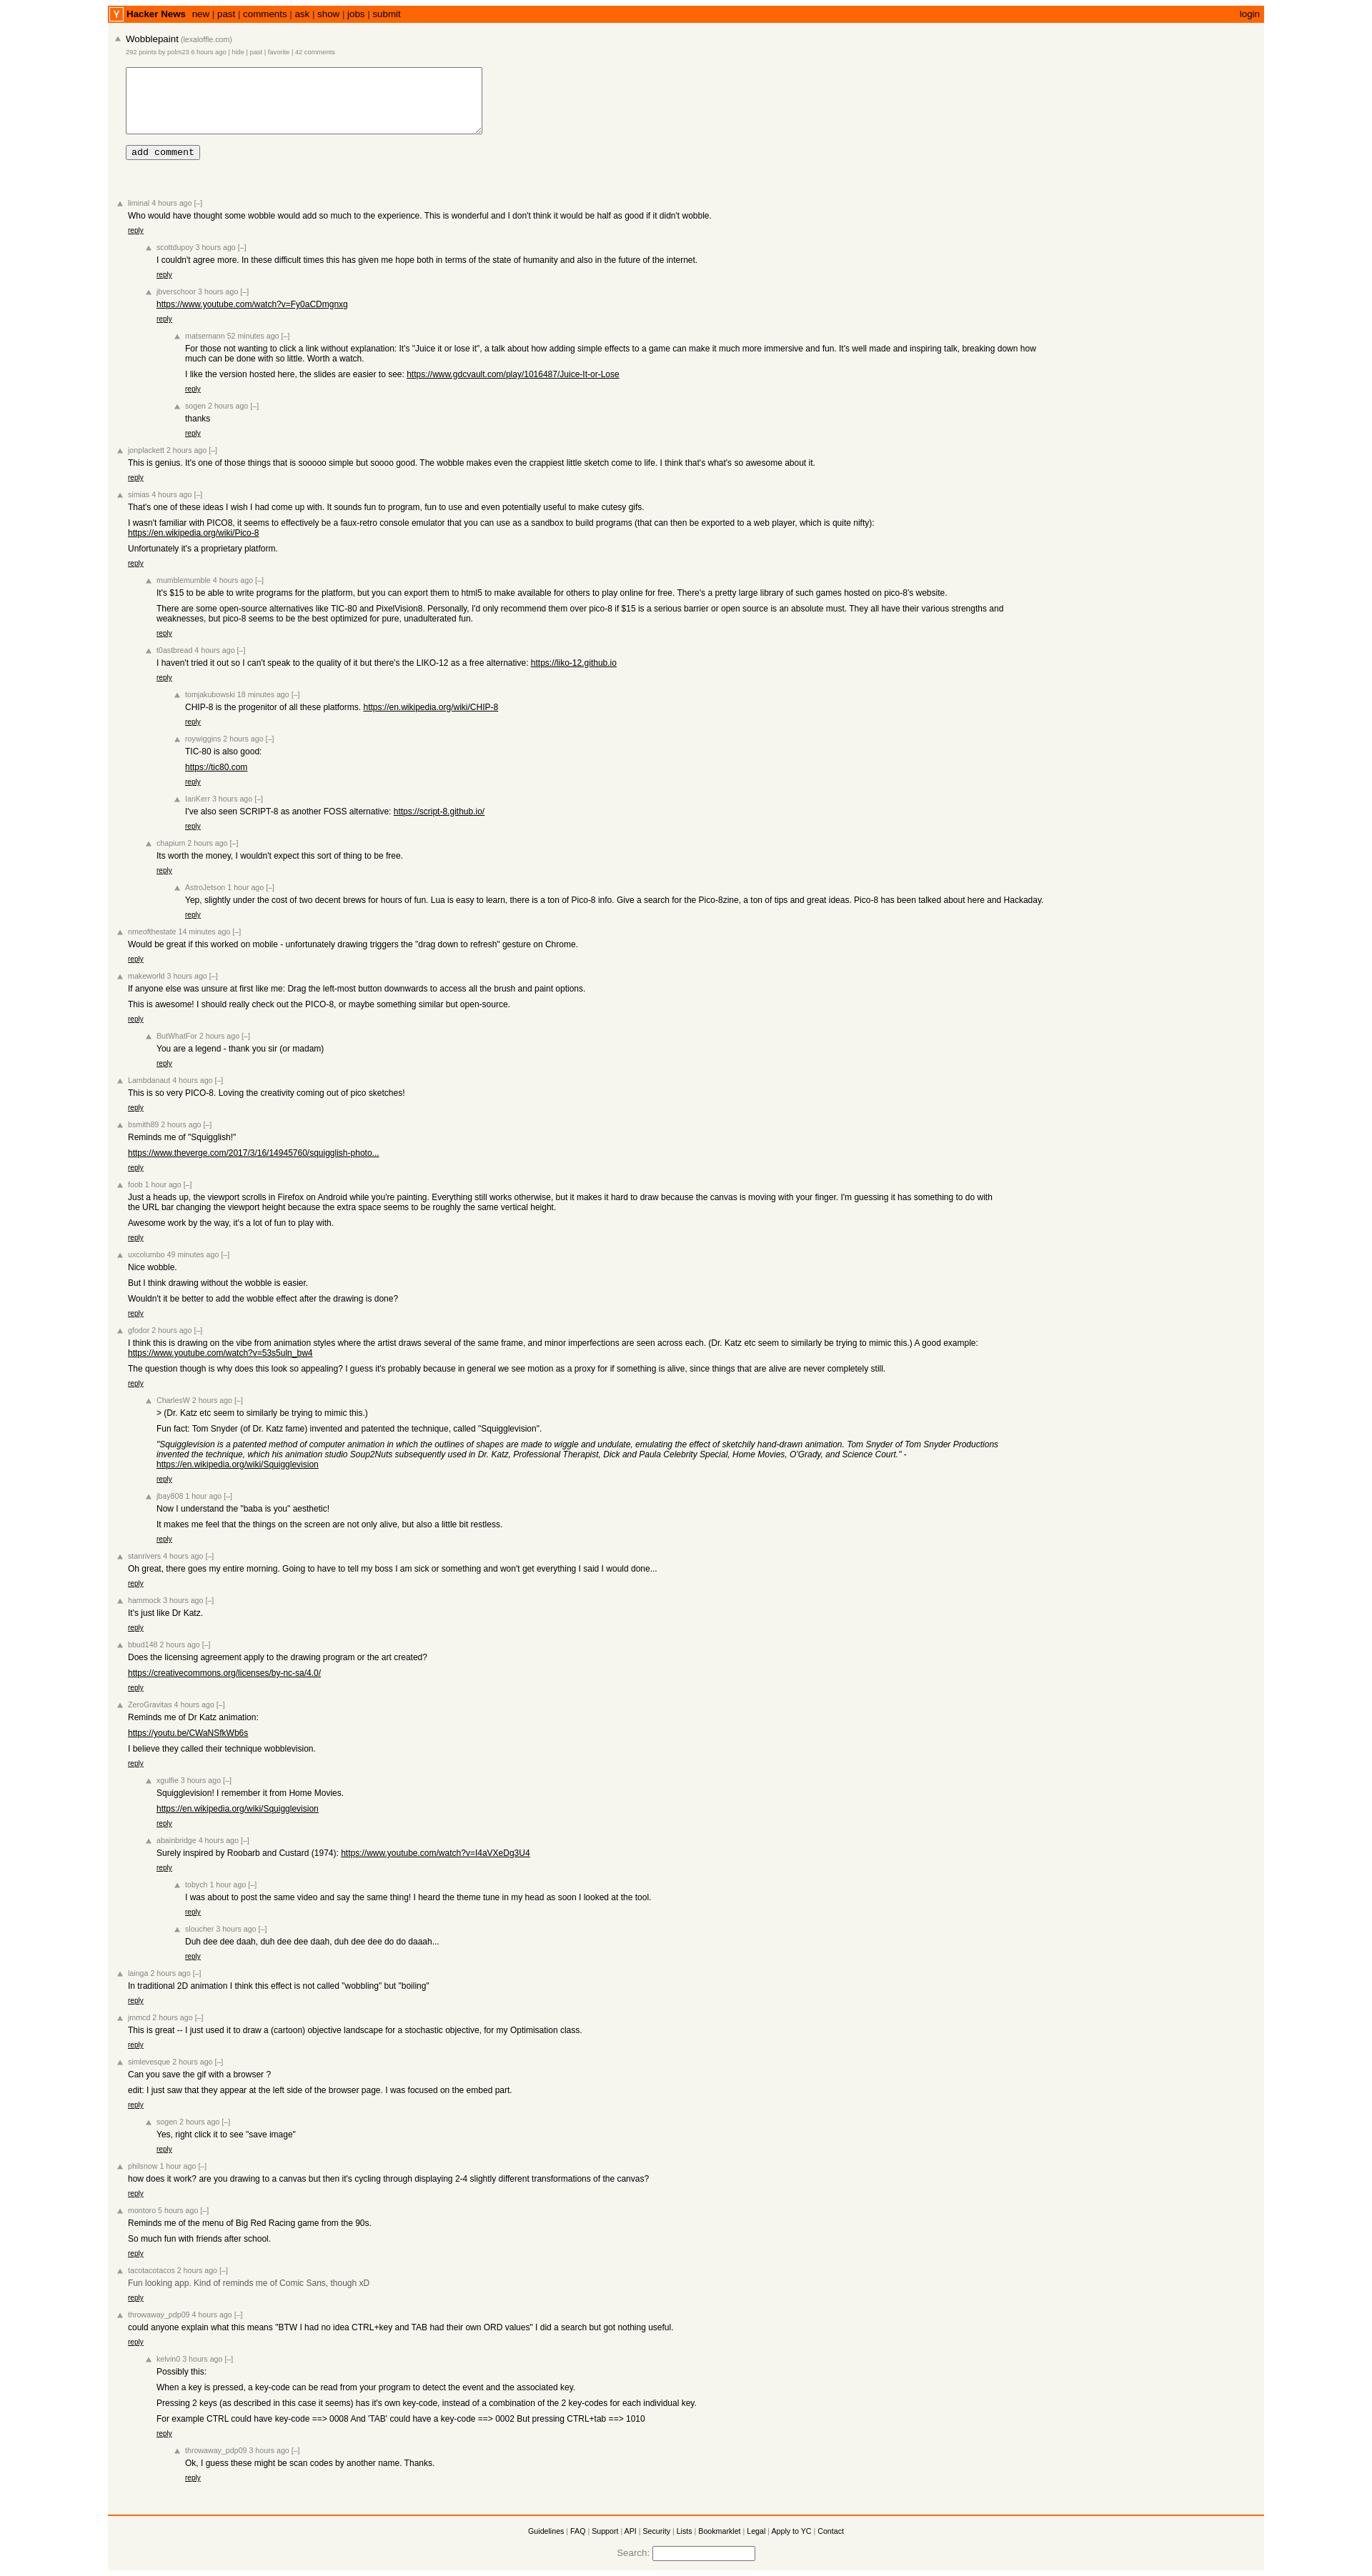 Y Hacker News new | past | comments | ask | show | jobs | submit login
Wobblepaint (lexaloffle.com)
292 points by polm23 6 hours ago | hide | past | favorite | 42 comments
add comment
liminal 4 hours ago [–]
Who would have thought some wobble would add so much to the experience. This is wonderful and I don't think it would be half as good if it didn't wobble.
reply
scottdupoy 3 hours ago [–]
I couldn't agree more. In these difficult times this has given me hope both in terms of the state of humanity and also in the future of the internet.
reply
jbverschoor 3 hours ago [–]
https://www.youtube.com/watch?v=Fy0aCDmgnxg
reply
matsemann 52 minutes ago [–]
For those not wanting to click a link without explanation: It's "Juice it or lose it", a talk about how adding simple effects to a game can make it much more immersive and fun. It's well made and inspiring talk, breaking down how
much can be done with so little. Worth a watch.
I like the version hosted here, the slides are easier to see: https://www.gdcvault.com/play/1016487/Juice-It-or-Lose
reply
sogen 2 hours ago [–]
thanks
reply
jonplackett 2 hours ago [–]
This is genius. It's one of those things that is sooooo simple but soooo good. The wobble makes even the crappiest little sketch come to life. I think that's what's so awesome about it.
reply
simias 4 hours ago [–]
That's one of these ideas I wish I had come up with. It sounds fun to program, fun to use and even potentially useful to make cutesy gifs.
I wasn't familiar with PICO8, it seems to effectively be a faux-retro console emulator that you can use as a sandbox to build programs (that can then be exported to a web player, which is quite nifty):
https://en.wikipedia.org/wiki/Pico-8
Unfortunately it's a proprietary platform.
reply
mumblemumble 4 hours ago [–]
It's $15 to be able to write programs for the platform, but you can export them to html5 to make available for others to play online for free. There's a pretty large library of such games hosted on pico-8's website.
There are some open-source alternatives like TIC-80 and PixelVision8. Personally, I'd only recommend them over pico-8 if $15 is a serious barrier or open source is an absolute must. They all have their various strengths and
weaknesses, but pico-8 seems to be the best optimized for pure, unadulterated fun.
reply
t0astbread 4 hours ago [–]
I haven't tried it out so I can't speak to the quality of it but there's the LIKO-12 as a free alternative: https://liko-12.github.io
reply
tomjakubowski 18 minutes ago [–]
CHIP-8 is the progenitor of all these platforms. https://en.wikipedia.org/wiki/CHIP-8
reply
roywiggins 2 hours ago [–]
TIC-80 is also good:
https://tic80.com
reply
IanKerr 3 hours ago [–]
I've also seen SCRIPT-8 as another FOSS alternative: https://script-8.github.io/
reply
chapium 2 hours ago [–]
Its worth the money, I wouldn't expect this sort of thing to be free.
reply
AstroJetson 1 hour ago [–]
Yep, slightly under the cost of two decent brews for hours of fun. Lua is easy to learn, there is a ton of Pico-8 info. Give a search for the Pico-8zine, a ton of tips and great ideas. Pico-8 has been talked about here and Hackaday.
reply
nmeofthestate 14 minutes ago [–]
Would be great if this worked on mobile - unfortunately drawing triggers the "drag down to refresh" gesture on Chrome.
reply
makeworld 3 hours ago [–]
If anyone else was unsure at first like me: Drag the left-most button downwards to access all the brush and paint options.
This is awesome! I should really check out the PICO-8, or maybe something similar but open-source.
reply
ButWhatFor 2 hours ago [–]
You are a legend - thank you sir (or madam)
reply
Lambdanaut 4 hours ago [–]
This is so very PICO-8. Loving the creativity coming out of pico sketches!
reply
bsmith89 2 hours ago [–]
Reminds me of "Squigglish!"
https://www.theverge.com/2017/3/16/14945760/squigglish-photo...
reply
foob 1 hour ago [–]
Just a heads up, the viewport scrolls in Firefox on Android while you're painting. Everything still works otherwise, but it makes it hard to draw because the canvas is moving with your finger. I'm guessing it has something to do with
the URL bar changing the viewport height because the extra space seems to be roughly the same vertical height.
Awesome work by the way, it's a lot of fun to play with.
reply
uxcolumbo 49 minutes ago [–]
Nice wobble.
But I think drawing without the wobble is easier.
Wouldn't it be better to add the wobble effect after the drawing is done?
reply
gfodor 2 hours ago [–]
I think this is drawing on the vibe from animation styles where the artist draws several of the same frame, and minor imperfections are seen across each. (Dr. Katz etc seem to similarly be trying to mimic this.) A good example:
https://www.youtube.com/watch?v=53s5uln_bw4
The question though is why does this look so appealing? I guess it's probably because in general we see motion as a proxy for if something is alive, since things that are alive are never completely still.
reply
CharlesW 2 hours ago [–]
> (Dr. Katz etc seem to similarly be trying to mimic this.)
Fun fact: Tom Snyder (of Dr. Katz fame) invented and patented the technique, called "Squigglevision".
"Squigglevision is a patented method of computer animation in which the outlines of shapes are made to wiggle and undulate, emulating the effect of sketchily hand-drawn animation. Tom Snyder of Tom Snyder Productions
invented the technique, which his animation studio Soup2Nuts subsequently used in Dr. Katz, Professional Therapist, Dick and Paula Celebrity Special, Home Movies, O'Grady, and Science Court." -
https://en.wikipedia.org/wiki/Squigglevision
reply
jbay808 1 hour ago [–]
Now I understand the "baba is you" aesthetic!
It makes me feel that the things on the screen are not only alive, but also a little bit restless.
reply
stanrivers 4 hours ago [–]
Oh great, there goes my entire morning. Going to have to tell my boss I am sick or something and won't get everything I said I would done...
reply
hammock 3 hours ago [–]
It's just like Dr Katz.
reply
bbud148 2 hours ago [–]
Does the licensing agreement apply to the drawing program or the art created?
https://creativecommons.org/licenses/by-nc-sa/4.0/
reply
ZeroGravitas 4 hours ago [–]
Reminds me of Dr Katz animation:
https://youtu.be/CWaNSfkWb6s
I believe they called their technique wobblevision.
reply
xgulfie 3 hours ago [–]
Squigglevision! I remember it from Home Movies.
https://en.wikipedia.org/wiki/Squigglevision
reply
abainbridge 4 hours ago [–]
Surely inspired by Roobarb and Custard (1974): https://www.youtube.com/watch?v=I4aVXeDg3U4
reply
tobych 1 hour ago [–]
I was about to post the same video and say the same thing! I heard the theme tune in my head as soon I looked at the tool.
reply
sloucher 3 hours ago [–]
Duh dee dee daah, duh dee dee daah, duh dee dee do do daaah...
reply
lainga 2 hours ago [–]
In traditional 2D animation I think this effect is not called "wobbling" but "boiling"
reply
jmmcd 2 hours ago [–]
This is great -- I just used it to draw a (cartoon) objective landscape for a stochastic objective, for my Optimisation class.
reply
simlevesque 2 hours ago [–]
Can you save the gif with a browser ?
edit: I just saw that they appear at the left side of the browser page. I was focused on the embed part.
reply
sogen 2 hours ago [–]
Yes, right click it to see "save image"
reply
philsnow 1 hour ago [–]
how does it work? are you drawing to a canvas but then it's cycling through displaying 2-4 slightly different transformations of the canvas?
reply
montoro 5 hours ago [–]
Reminds me of the menu of Big Red Racing game from the 90s.
So much fun with friends after school.
reply
tacotacotacos 2 hours ago [–]
Fun looking app. Kind of reminds me of Comic Sans, though xD
reply
throwaway_pdp09 4 hours ago [–]
could anyone explain what this means "BTW I had no idea CTRL+key and TAB had their own ORD values" I did a search but got nothing useful.
reply
kelvin0 3 hours ago [–]
Possibly this:
When a key is pressed, a key-code can be read from your program to detect the event and the associated key.
Pressing 2 keys (as described in this case it seems) has it's own key-code, instead of a combination of the 2 key-codes for each individual key.
For example CTRL could have key-code ==> 0008 And 'TAB' could have a key-code ==> 0002 But pressing CTRL+tab ==> 1010
reply
throwaway_pdp09 3 hours ago [–]
Ok, I guess these might be scan codes by another name. Thanks.
reply
Guidelines | FAQ | Support | API | Security | Lists | Bookmarklet | Legal | Apply to YC | Contact
Search: